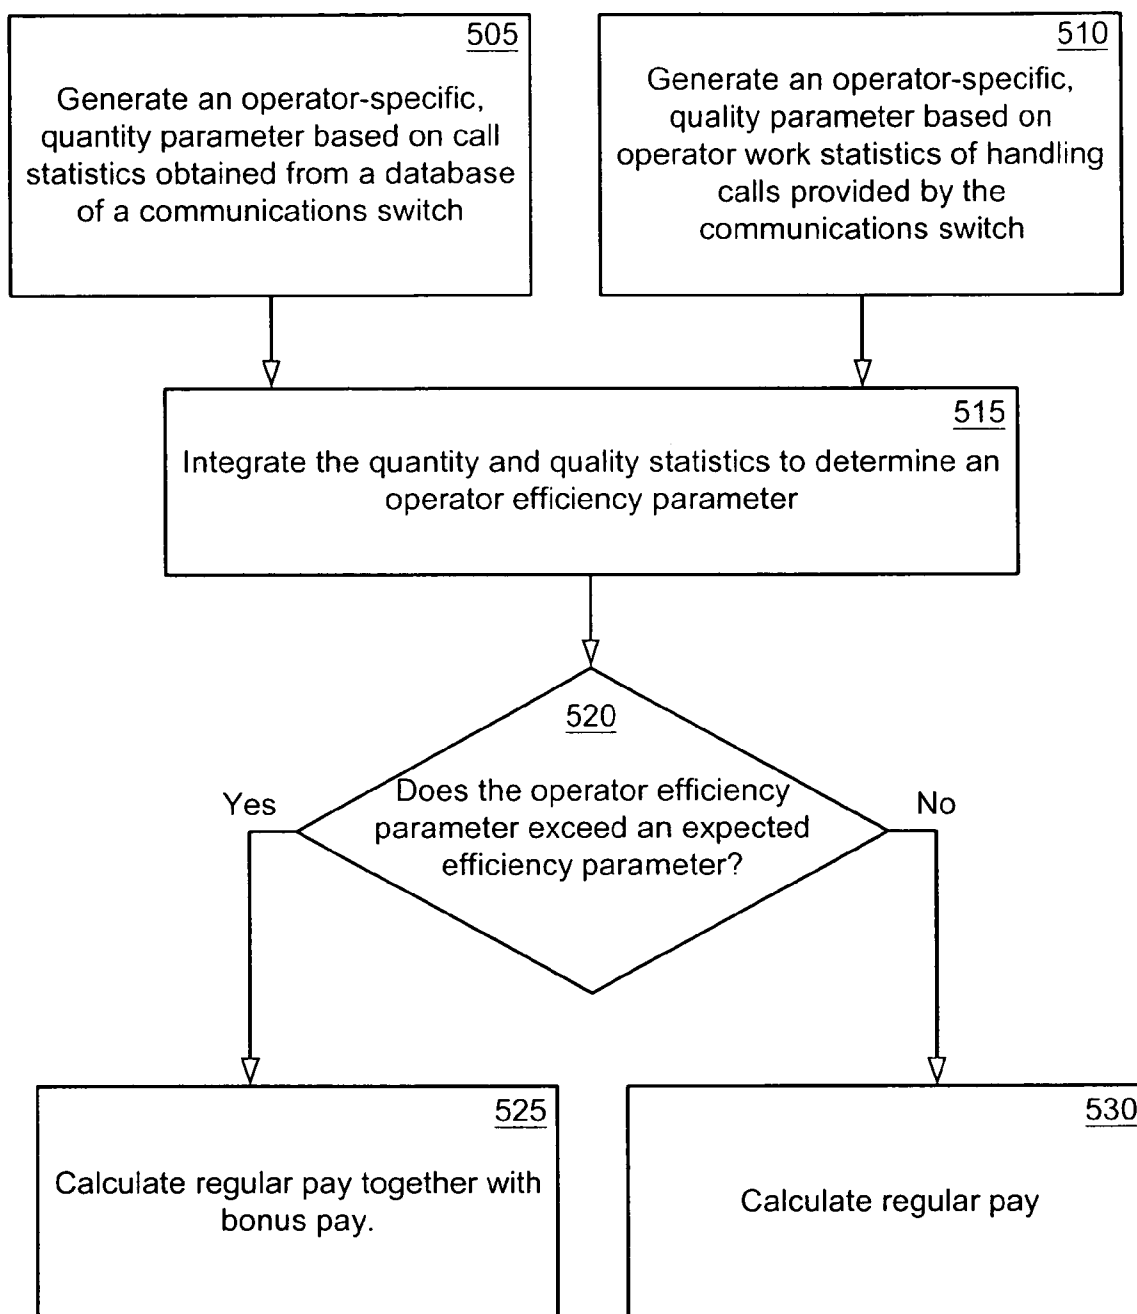 505
Generate an operator-specific,
quantity parameter based on call
statistics obtained from a database
of a communications switch
510
Generate an operator-specific,
quality parameter based on
operator work statistics of handling
calls provided by the
communications switch
515
Integrate the quantity and quality statistics to determine an
operator efficiency parameter
520
Does the operator efficiency
parameter exceed an expected
efficiency parameter?
Yes
No
525
Calculate regular pay together with
bonus pay.
530
Calculate regular pay